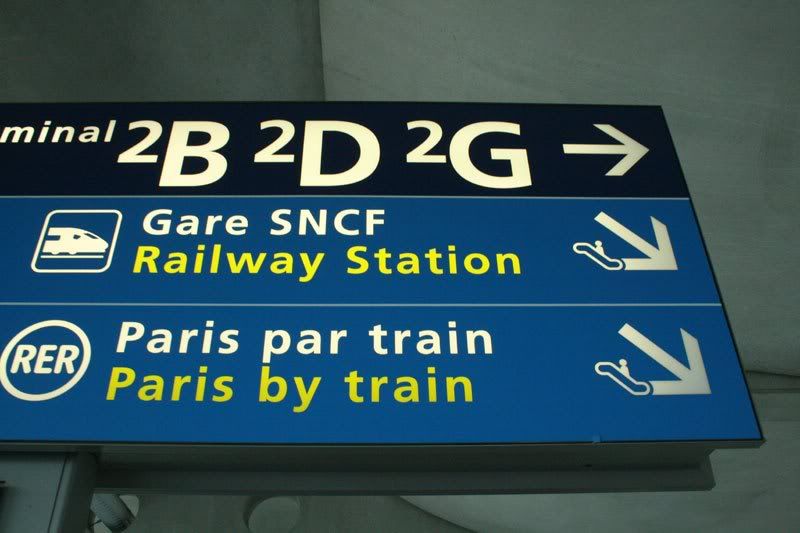 minal 2B 2D 2G
Gare SNCF
Railway Station
RER
Paris par train
Paris by train